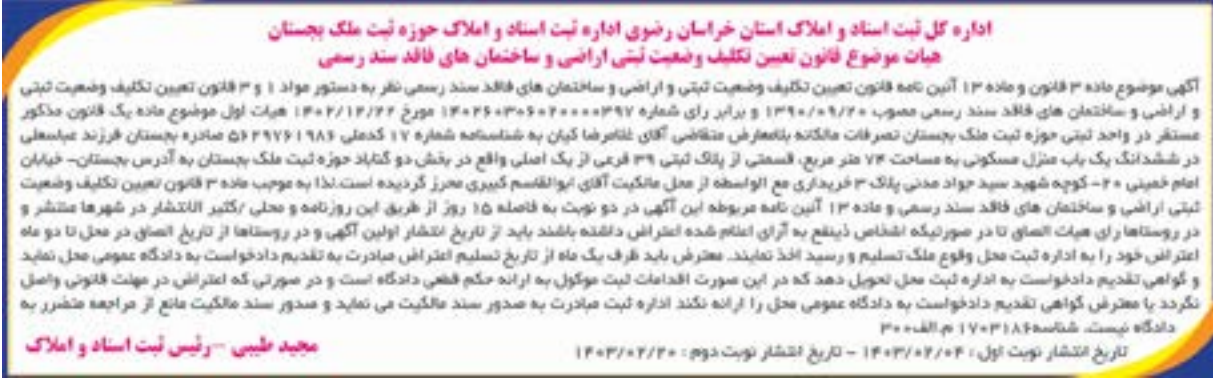 اداره کل ثبت اسناد و املاک استان خراسان رضوی اداره ثبت اسناد و املاک حوزه ثبت ملک بجستان
هیات موضوع قانون تعیین تکلیف وضعیت ثبتی اراضی و ساختمان های فاقد سند رسمی
آگهی موضوع ماده ۳ قانون و ماده ۱۳ آئین نامه قانون تعیین تکلیف وضعیت ثبتی و اراضی و ساختمان های فاقد سند رسمی نظر به دستور مواد ۱ و ۳ قانون تعیین تکلیف وضعیت ثبتی
و اراضی و ساختمان های فاقد سند رسمی مصوب ۱۳۹۰/۰۹/۲۰ و برابر رای شماره ۱۴۰۲۶۰۳۰۶۰۲۰۰۰۰۳۹۷ مورخ ۱۴۰۲/۱۲/۲۲ هیات اول موضوع ماده یک قانون مذکور
مستقر در واحد ثبتی حوزه ثبت ملک بجستان تصرفات مالکانه بلامعارض متقاضی آقای غلامرضا کیان به شناسنامه شماره ۱۷ کدملی ۵۶۲۹۷۶۱۹۸۶ صادره بجستان فرزند عباسعلی
در ششدانگ یک باب منزل مسکونی به مساحت ۷۴ متر مربع، قسمتی از پلاک ثبتی ۳۹ فرعی از یک اصلی واقع در بخش دو گناباد حوزه ثبت ملک بجستان به آدرس بجستان– خیابان
امام خمینی ۲۰– کوچه شهید سید جواد مدنی پلاک ۳ خریداری مع الواسطه از محل مالکیت آقای ابوالقاسم کبیری محرز گردیده است.لذا به موجب ماده ۳ قانون تعیین تکلیف وضعیت
ثبتی اراضی و ساختمان های فاقد سند رسمی و ماده ۱۳ آئین نامه مربوطه این آگهی در دو نوبت به فاصله ۱۵ روز از طریق این روزنامه و محلی /کثیر الانتشار در شهرها منتشر و
در روستاها رای هیات الصاق تا در صورتیکه اشخاص ذینفع به آرای اعلام شده اعتراض داشته باشند باید از تاریخ انتشار اولین آگهی و در روستاها از تاریخ الصاق در محل تا دو ماه
اعتراض خود را به اداره ثبت محل وقوع ملک تسلیم و رسید اخذ نمایند. معترض باید ظرف یک ماه از تاریخ تسلیم اعتراض مبادرت به تقدیم دادخواست به دادگاه عمومی محل نماید
و گواهی تقدیم دادخواست به اداره ثبت محل تحویل دهد که در این صورت اقدامات ثبت موکول به ارائه حکم قطعی دادگاه است و در صورتی که اعتراض در مهلت قانونی واصل
نگردد یا معترض گواهی تقدیم دادخواست به دادگاه عمومی محل را ارائه نکند اداره ثبت مبادرت به صدور سند مالکیت می نماید و صدور سند مالکیت مانع از مراجعه متضرر به
دادگاه نیست. شناسه۱۷۰۳۱۸۶ م.الف۳۰۰
تاریخ انتشار نوبت اول : ۱۴۰۳/۰۲/۰۴ – تاریخ انتشار نوبت دوم : ۱۴۰۳/۰۲/۲۰
مجید طیبی –رئیس ثبت اسناد و املاک